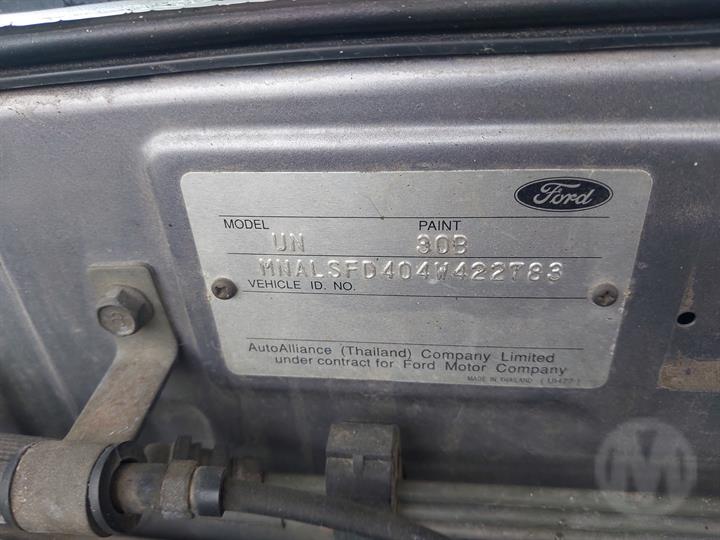 Ford
MODEL PAINT
UN 30B
MNALSFD404W422783
VEHICLE ID. NO.
AutoAlliance (Thailand) Company Limited
under contract for Ford Motor Company
MADE IN THAILAND
M